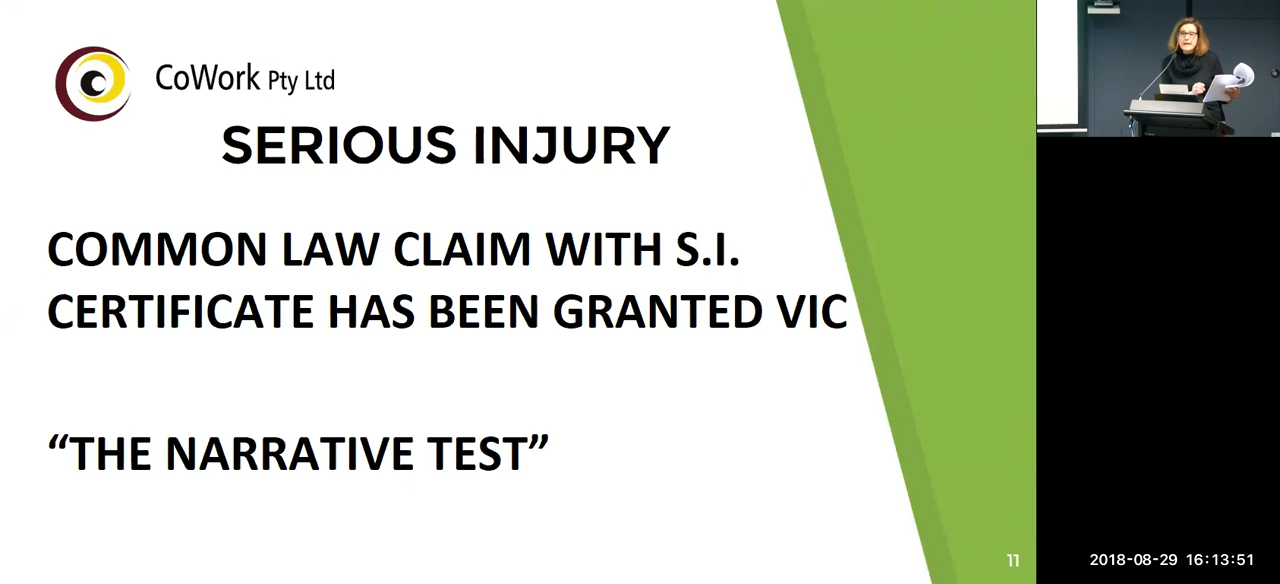 CoWork Pty Ltd
SERIOUS INJURY
COMMON LAW CLAIM WITH S.I.
CERTIFICATE HAS BEEN GRANTED VIC
“THE NARRATIVE TEST”
11
2018-08-29 16:13:51